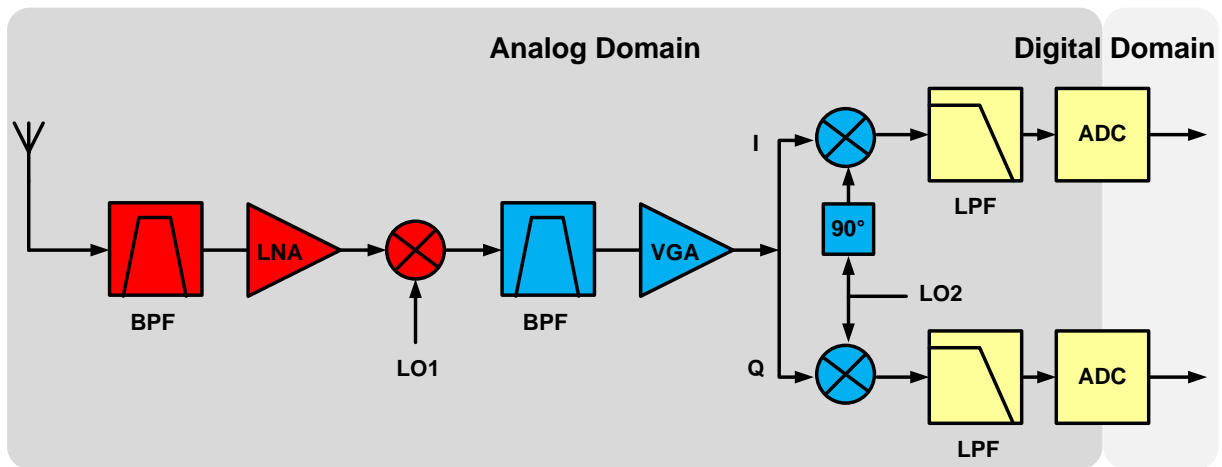 Analog Domain
Digital Domain
I
LPF
ADC
90°
BPF
LNA
LO1
BPF
VGA
LO2
Q
LPF
ADC